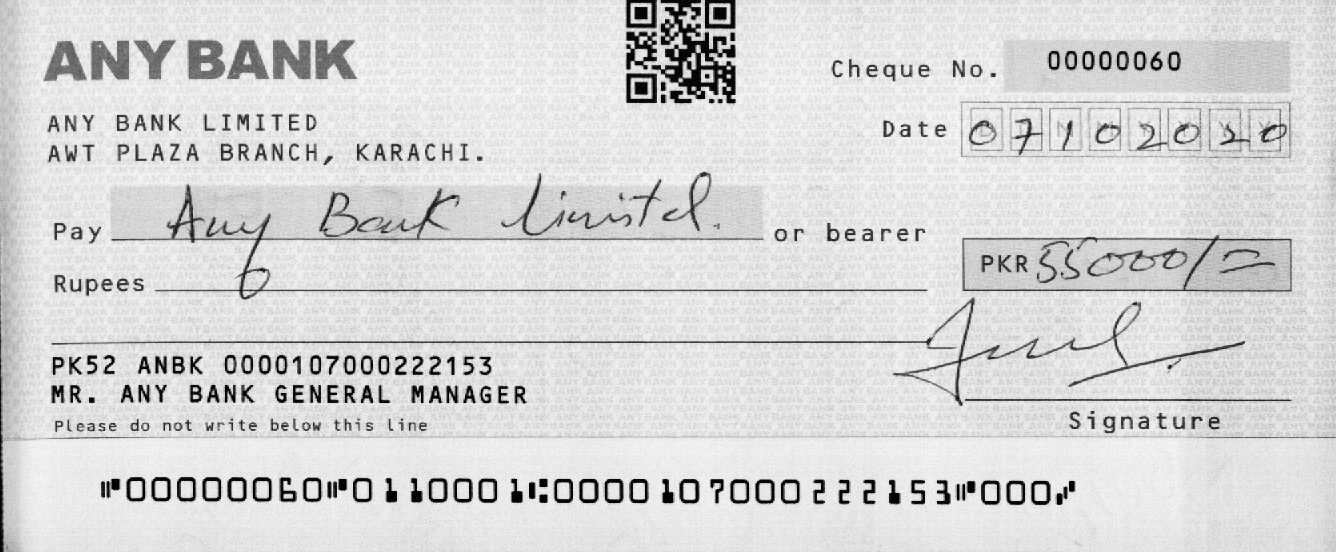 ANY BANK
Cheque No. 00000060
ANY BANK LIMITED
Date 07102020
AWT PLAZA BRANCH, KARACHI.
Pay Any Bank Limited. or bearer
Rupees
PKR 55000/=
PK52 ANBK 0000107000222153
MR. ANY BANK GENERAL MANAGER
Please do not write below this line
Signature
⑈00000060⑈0110001⑆0000107000222153⑈000⑇